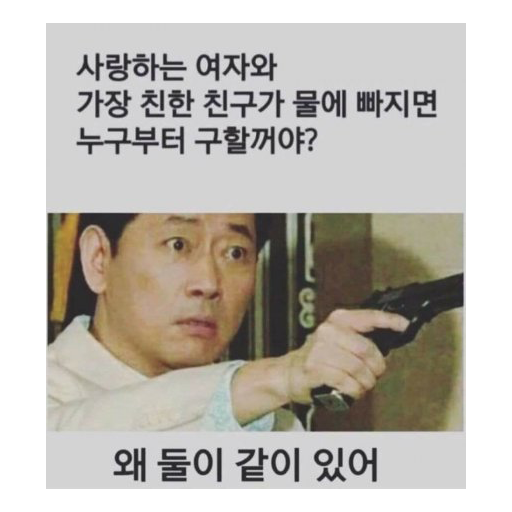 사랑하는 여자와
가장 친한 친구가 물에 빠지면
누구부터 구할꺼야?
왜 둘이 같이 있어